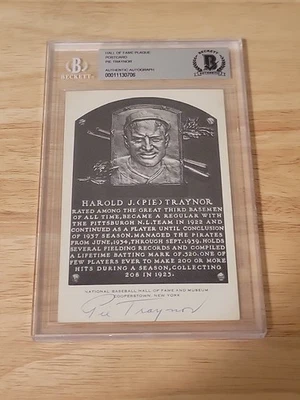 HALL OF FAME PLAQUE
POSTCARD
PIE TRAYNOR
AUTHENTIC AUTOGRAPH
00011130706
BECKETT
BECKETT
HAROLD J. (PIE) TRAYNOR
RATED AMONG THE GREAT THIRD BASEMEN
OF ALL TIME, BECAME A REGULAR WITH
THE PITTSBURGH N.L. TEAM IN 1922 AND
CONTINUED AS A PLAYER UNTIL CONCLUSION
OF 1937 SEASON. MANAGED THE PIRATES
FROM JUNE, 1934, THROUGH SEPT. 1939. HOLDS
SEVERAL FIELDING RECORDS AND COMPILED
A LIFETIME BATTING MARK OF .320. ONE OF
FEW PLAYERS EVER TO MAKE 200 OR MORE
HITS DURING A SEASON, COLLECTING
208 IN 1923.
NATIONAL BASEBALL HALL OF FAME AND MUSEUM
COOPERSTOWN, NEW YORK
Pie Traynor